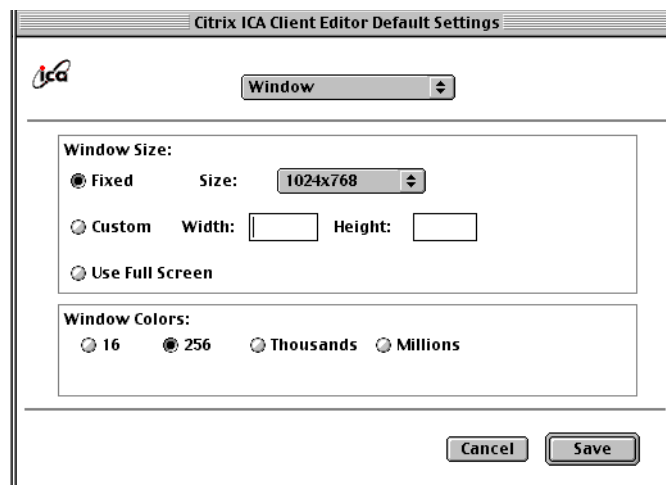 Citrix ICA Client Editor Default Settings
ica
Window
Window Size:
Fixed Size: 1024x768
Custom Width: Height:
Use Full Screen
Window Colors:
16 256 Thousands Millions
Cancel Save